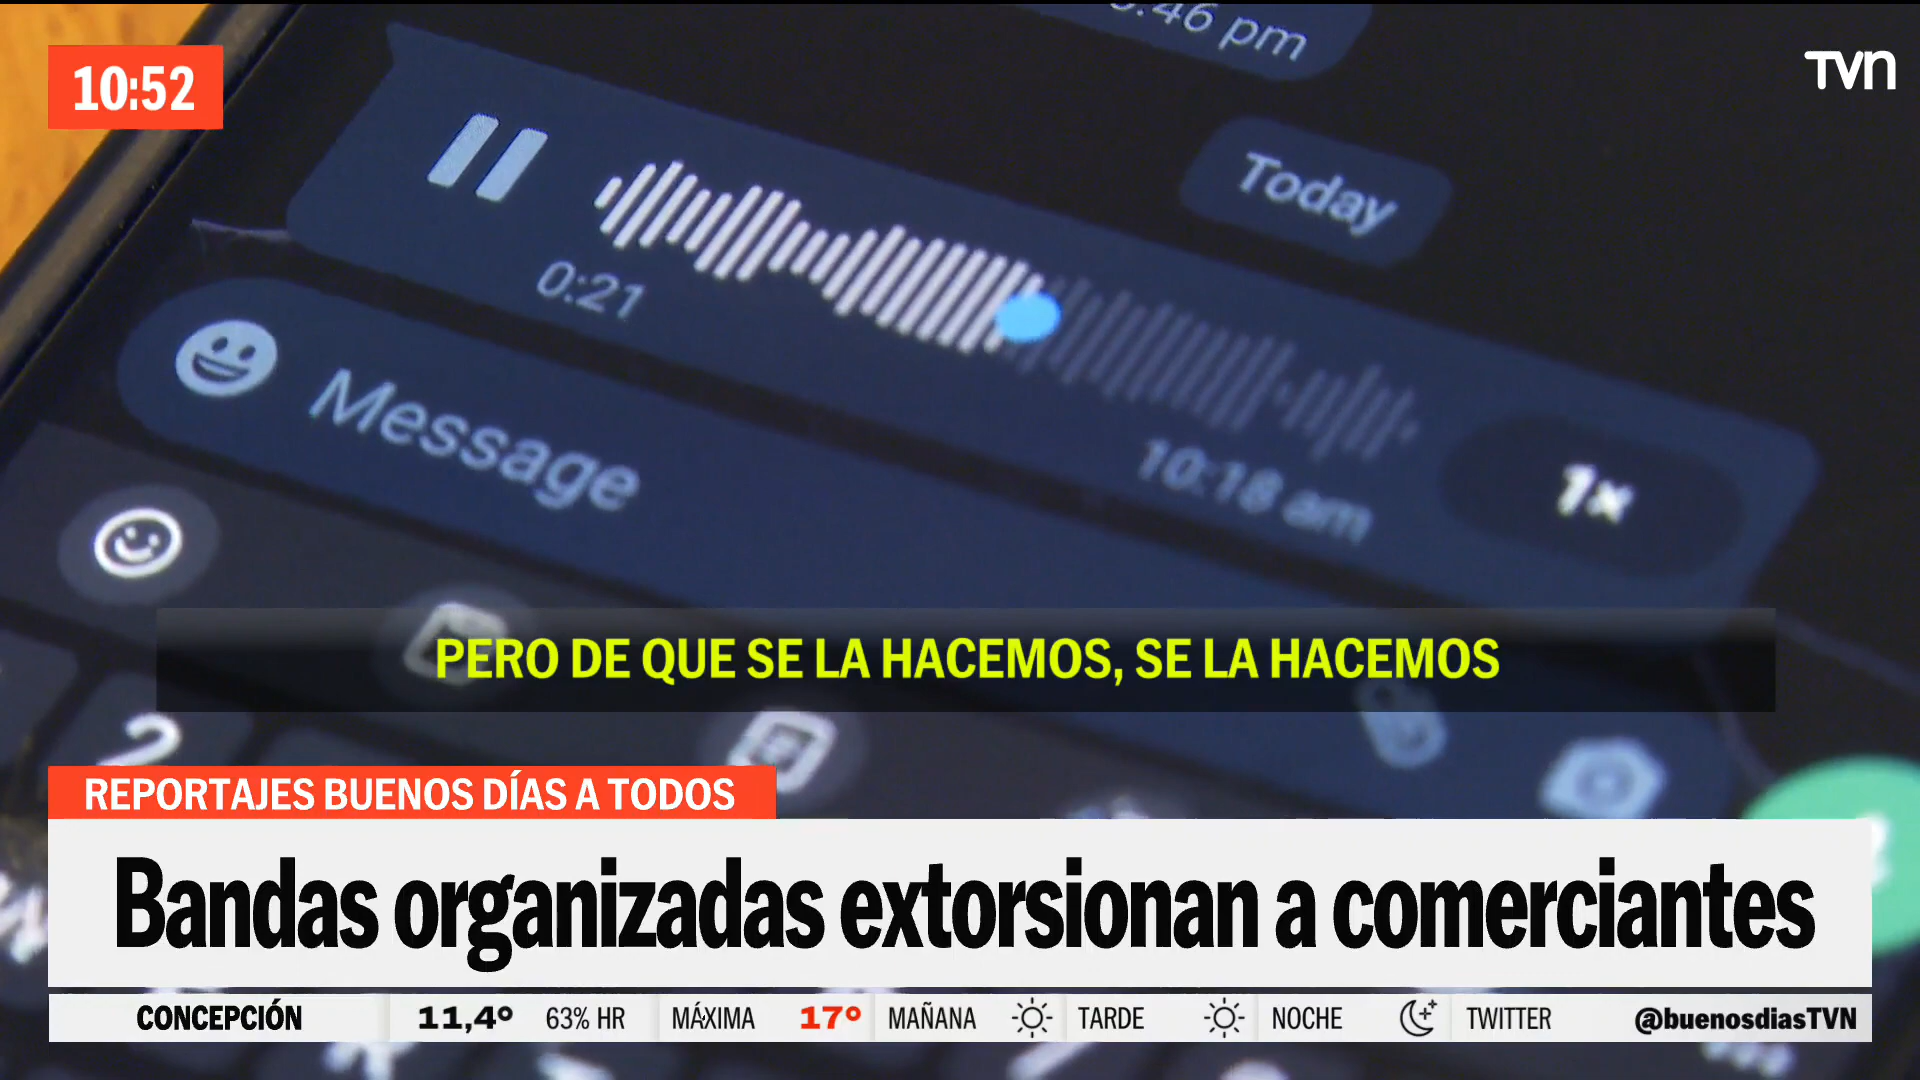 10:52
TVN
46 pm
Today
0:21
Message
10:18 am
1×
PERO DE QUE SE LA HACEMOS, SE LA HACEMOS
2
REPORTAJES BUENOS DÍAS A TODOS
Bandas organizadas extorsionan a comerciantes
CONCEPCIÓN 11,4° 63% HR MÁXIMA 17° MAÑANA TARDE NOCHE TWITTER @buenosdiasTVN